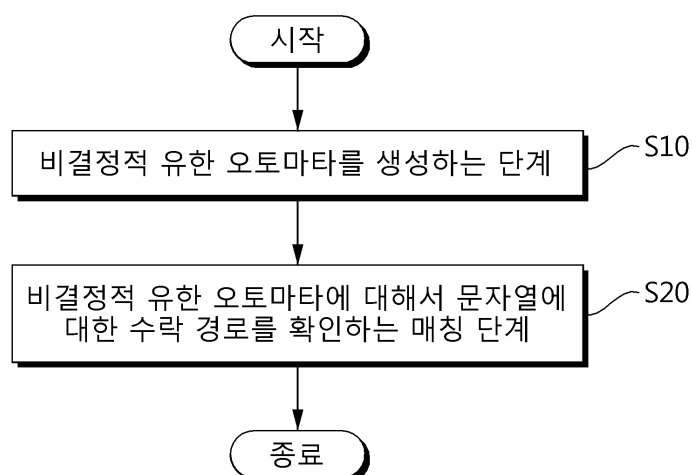 시작
비결정적 유한 오토마타를 생성하는 단계
S10
비결정적 유한 오토마타에 대해서 문자열에
대한 수락 경로를 확인하는 매칭 단계
S20
종료